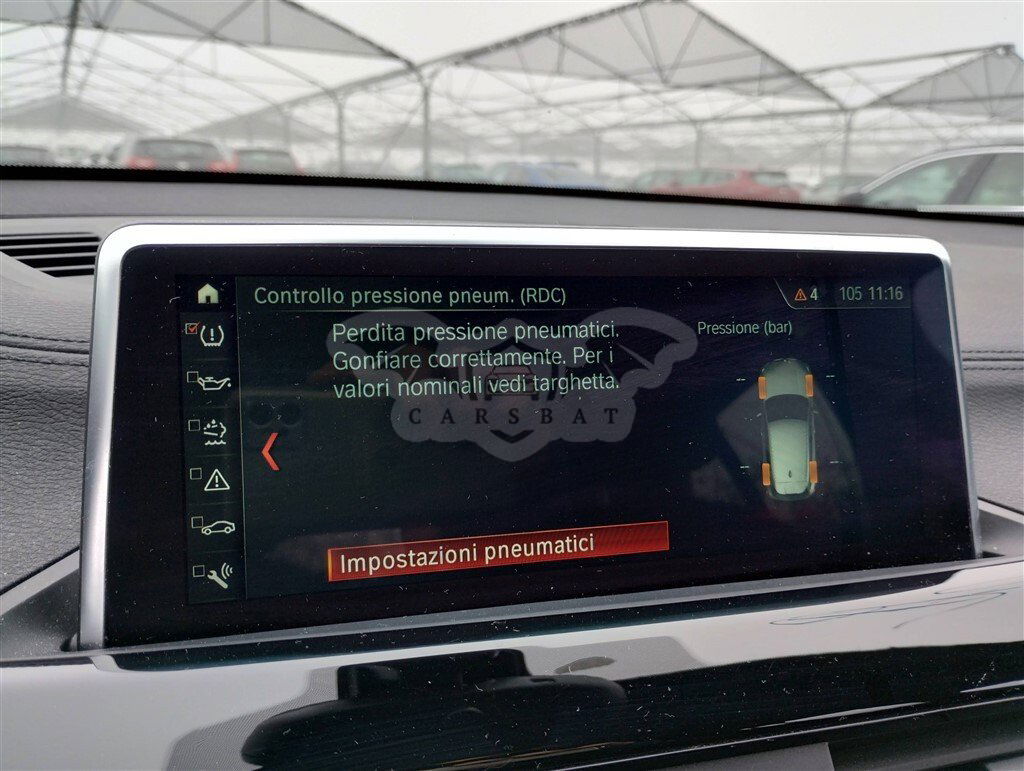 Controllo pressione pneum. (RDC)
4
105 11:16
Perdita pressione pneumatici.
Gonfiare correttamente. Per i
valori nominali vedi targhetta.
Pressione (bar)
--
--
--
--
CARSBAT
Impostazioni pneumatici